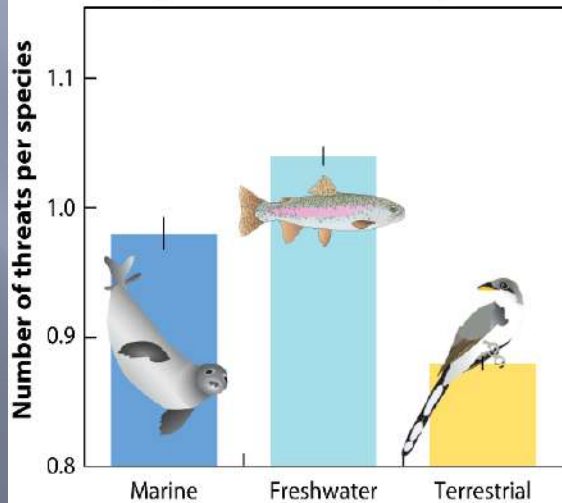 Number of threats per species
1.1
1.0
0.9
0.8
Marine Freshwater Terrestrial